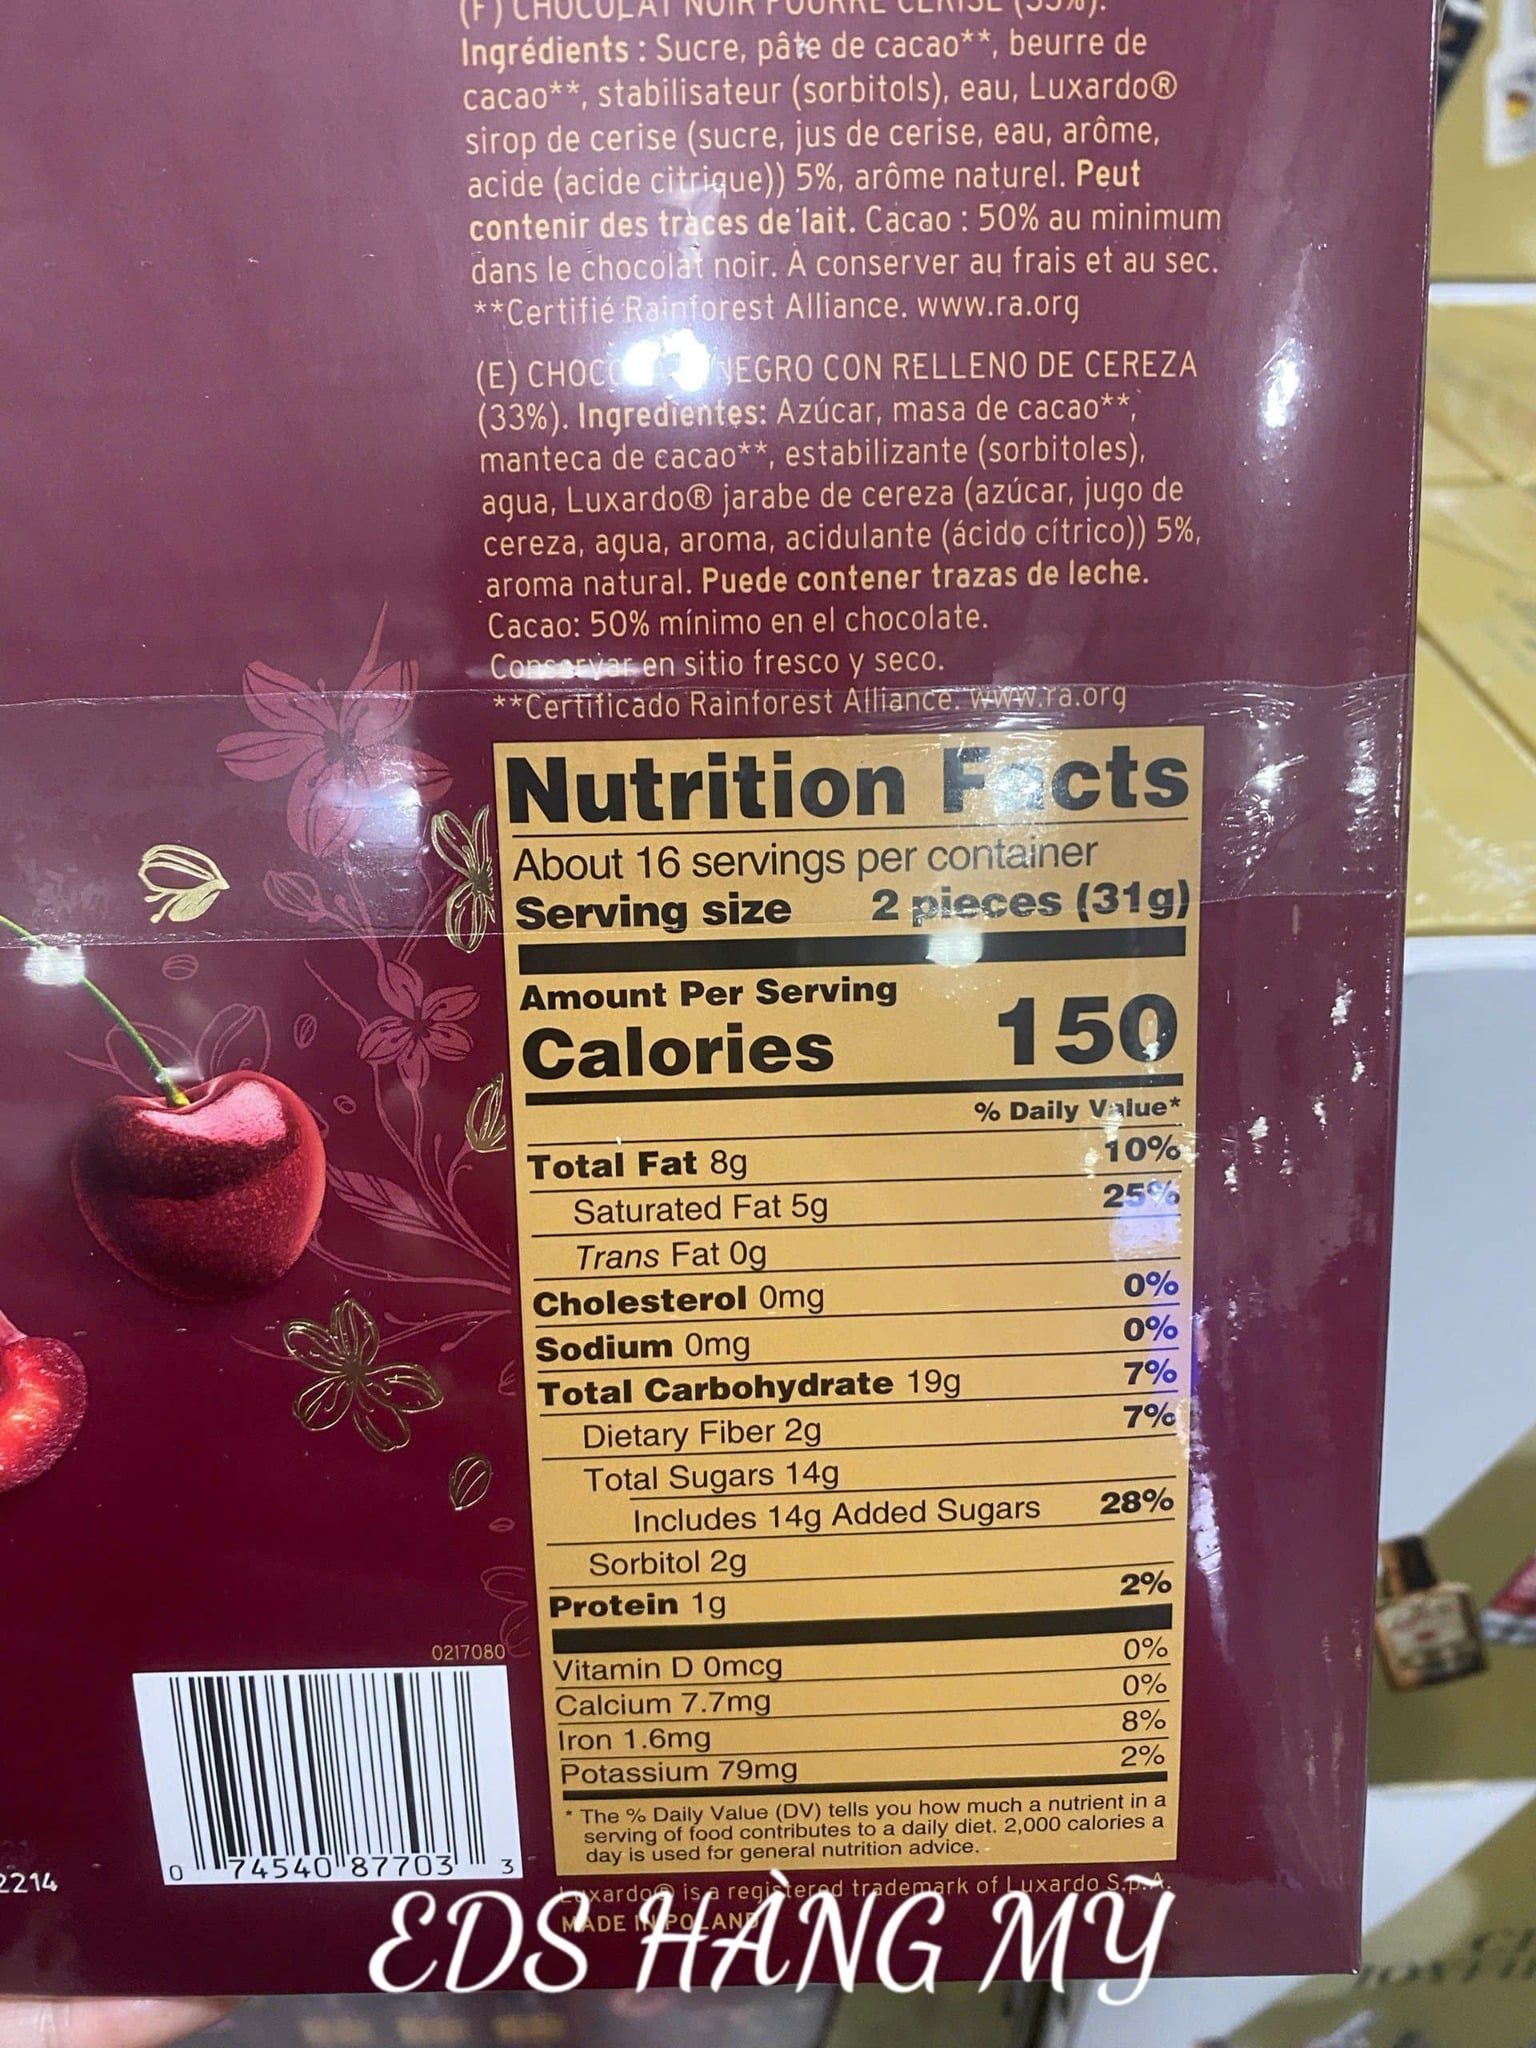 Ingrédients : Sucre, pâte de cacao**, beurre de
cacao**, stabilisateur (sorbitols), eau, Luxardo®
sirop de cerise (sucre, jus de cerise, eau, arôme,
acide (acide citrique)) 5%, arôme naturel. Peut
contenir des traces de lait. Cacao : 50% au minimum
dans le chocolat noir. À conserver au frais et au sec.
**Certifié Rainforest Alliance. www.ra.org
(E) NEGRO CON RELLENO DE CEREZA
(33%). Ingredientes: Azúcar, masa de cacao**,
manteca de cacao**, estabilizante (sorbitoles),
agua, Luxardo® jarabe de cereza (azúcar, jugo de
cereza, agua, aroma, acidulante (ácido cítrico)) 5%,
aroma natural. Puede contener trazas de leche.
Cacao: 50% mínimo en el chocolate.
Conservar en sitio fresco y seco.
**Certificado Rainforest Alliance. www.ra.org
Nutrition Facts
About 16 servings per container
Serving size 2 pieces (31g)
Amount Per Serving
Calories 150
% Daily Value*
Total Fat 8g 10%
Saturated Fat 5g 25%
Trans Fat 0g
Cholesterol 0mg 0%
Sodium 0mg 0%
Total Carbohydrate 19g 7%
Dietary Fiber 2g 7%
Total Sugars 14g
Includes 14g Added Sugars 28%
Sorbitol 2g
Protein 1g 2%
Vitamin D 0mcg 0%
Calcium 7.7mg 0%
Iron 1.6mg 8%
Potassium 79mg 2%
* The % Daily Value (DV) tells you how much a nutrient in a
serving of food contributes to a daily diet. 2,000 calories a
day is used for general nutrition advice.
Luxardo® is a registered trademark of Luxardo S.p.A.
MADE IN POLAND
0217080
0 74540 87703 3
2214
EDS HÀNG MỸ